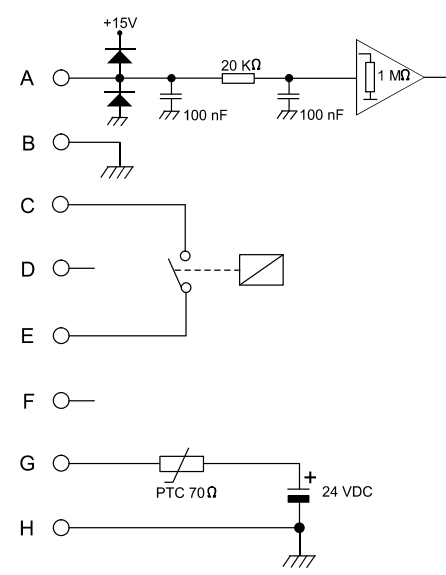 +15V
A
20 KΩ
1 MΩ
100 nF
100 nF
B
C
D
E
F
G
PTC 70Ω
+
24 VDC
H